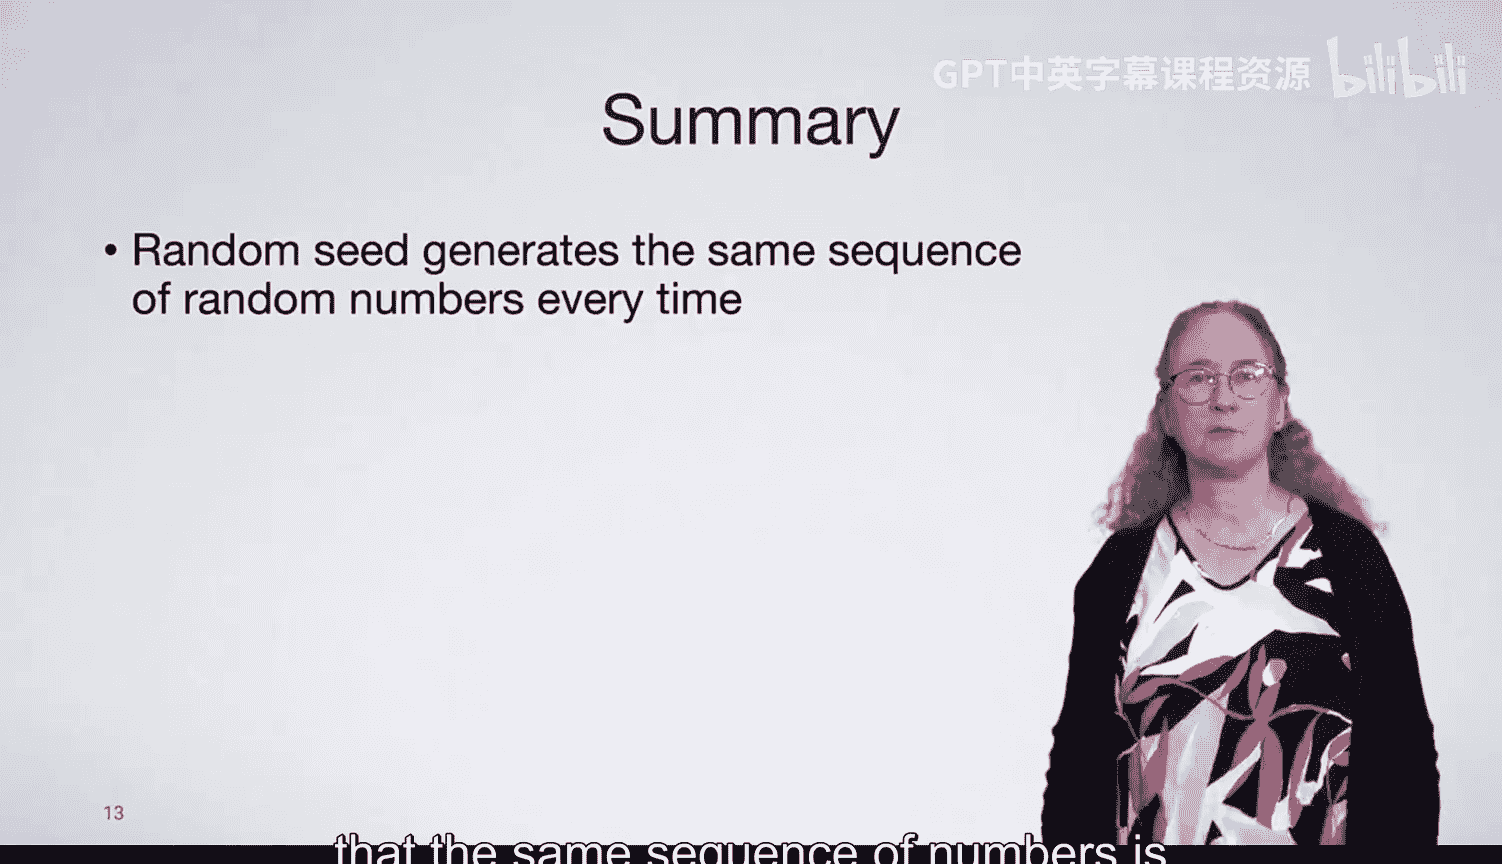 GPT中英字幕课程资源 bilibili
Summary
• Random seed generates the same sequence
of random numbers every time
13
that the same sequence of numbers is